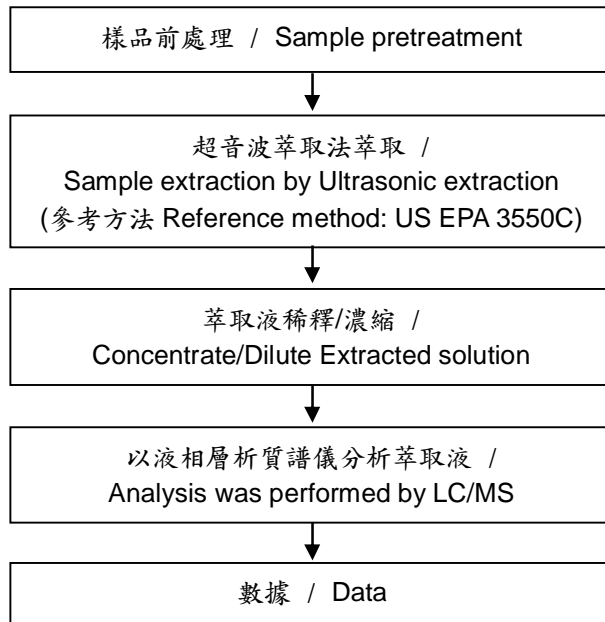 樣品前處理 / Sample pretreatment
超音波萃取法萃取 /
Sample extraction by Ultrasonic extraction
(參考方法 Reference method: US EPA 3550C)
萃取液稀釋/濃縮 /
Concentrate/Dilute Extracted solution
以液相層析質譜儀分析萃取液 /
Analysis was performed by LC/MS
數據 / Data